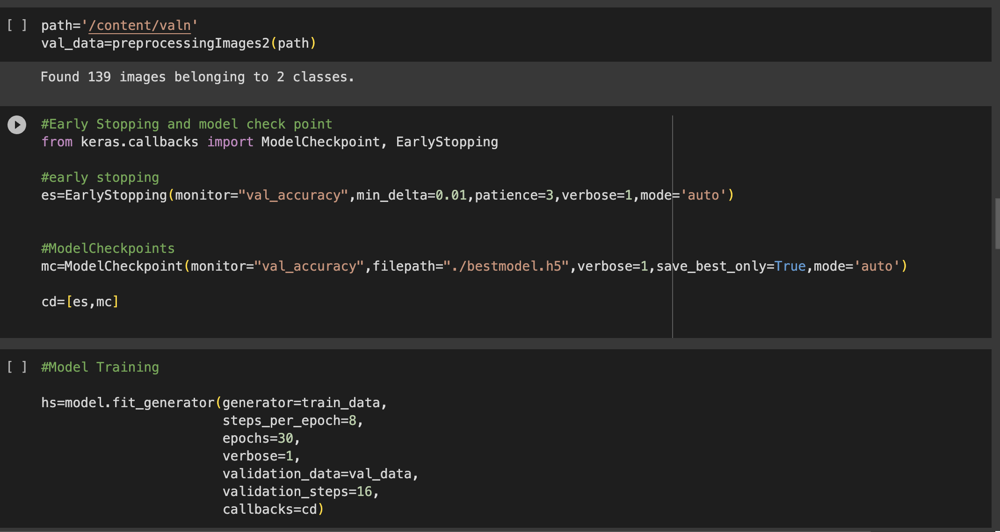 [ ] path='/content/valn'
val_data=preprocessingImages2(path)
Found 139 images belonging to 2 classes.
#Early Stopping and model check point
from keras.callbacks import ModelCheckpoint, EarlyStopping
#early stopping
es=EarlyStopping(monitor="val_accuracy",min_delta=0.01,patience=3,verbose=1,mode='auto')
#ModelCheckpoints
mc=ModelCheckpoint(monitor="val_accuracy",filepath="./bestmodel.h5",verbose=1,save_best_only=True,mode='auto')
cd=[es,mc]
[ ] #Model Training
hs=model.fit_generator(generator=train_data,
steps_per_epoch=8,
epochs=30,
verbose=1,
validation_data=val_data,
validation_steps=16,
callbacks=cd)